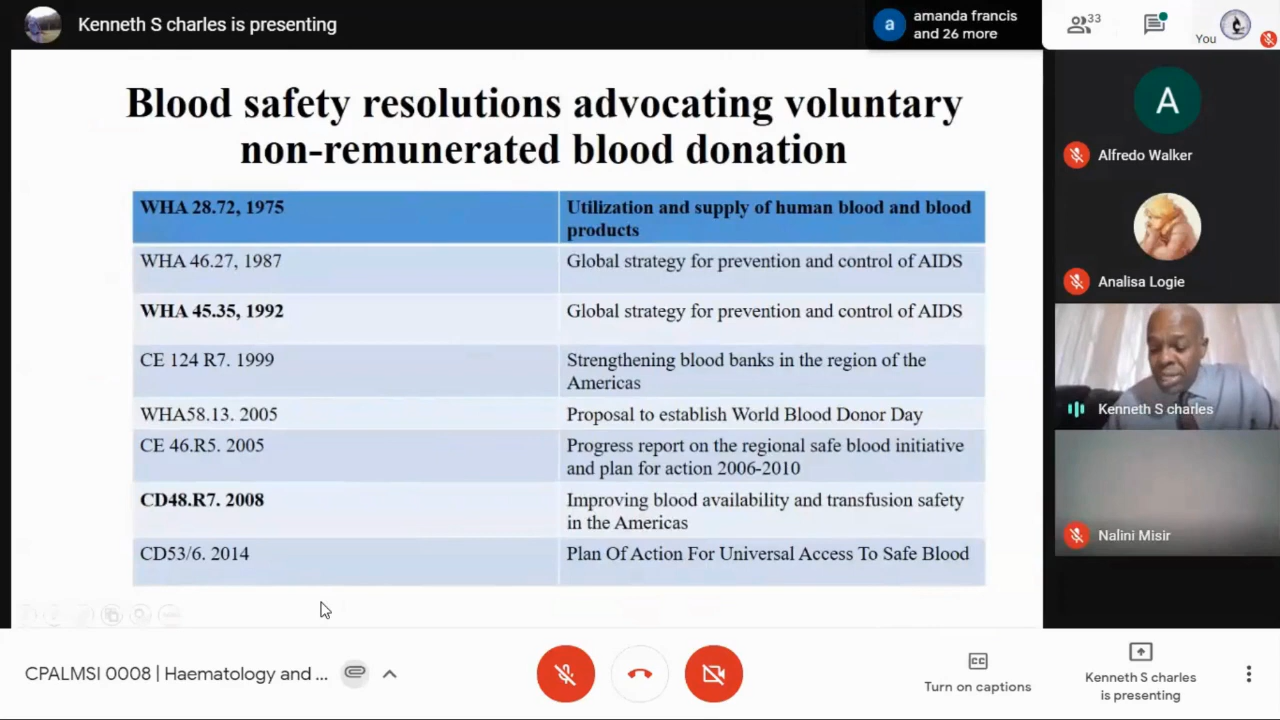 Kenneth S charles is presenting
a
amanda francis
and 26 more
33
You
Blood safety resolutions advocating voluntary
non-remunerated blood donation
WHA 28.72, 1975
Utilization and supply of human blood and blood
products
WHA 46.27, 1987
Global strategy for prevention and control of AIDS
WHA 45.35, 1992
Global strategy for prevention and control of AIDS
CE 124 R7. 1999
Strengthening blood banks in the region of the
Americas
WHA58.13. 2005
Proposal to establish World Blood Donor Day
CE 46.R5. 2005
Progress report on the regional safe blood initiative
and plan for action 2006-2010
CD48.R7. 2008
Improving blood availability and transfusion safety
in the Americas
CD53/6. 2014
Plan Of Action For Universal Access To Safe Blood
A
Alfredo Walker
Analisa Logie
Kenneth S charles
Nalini Misir
CPALMSI 0008 | Haematology and ...
CC
Turn on captions
Kenneth S charles
is presenting